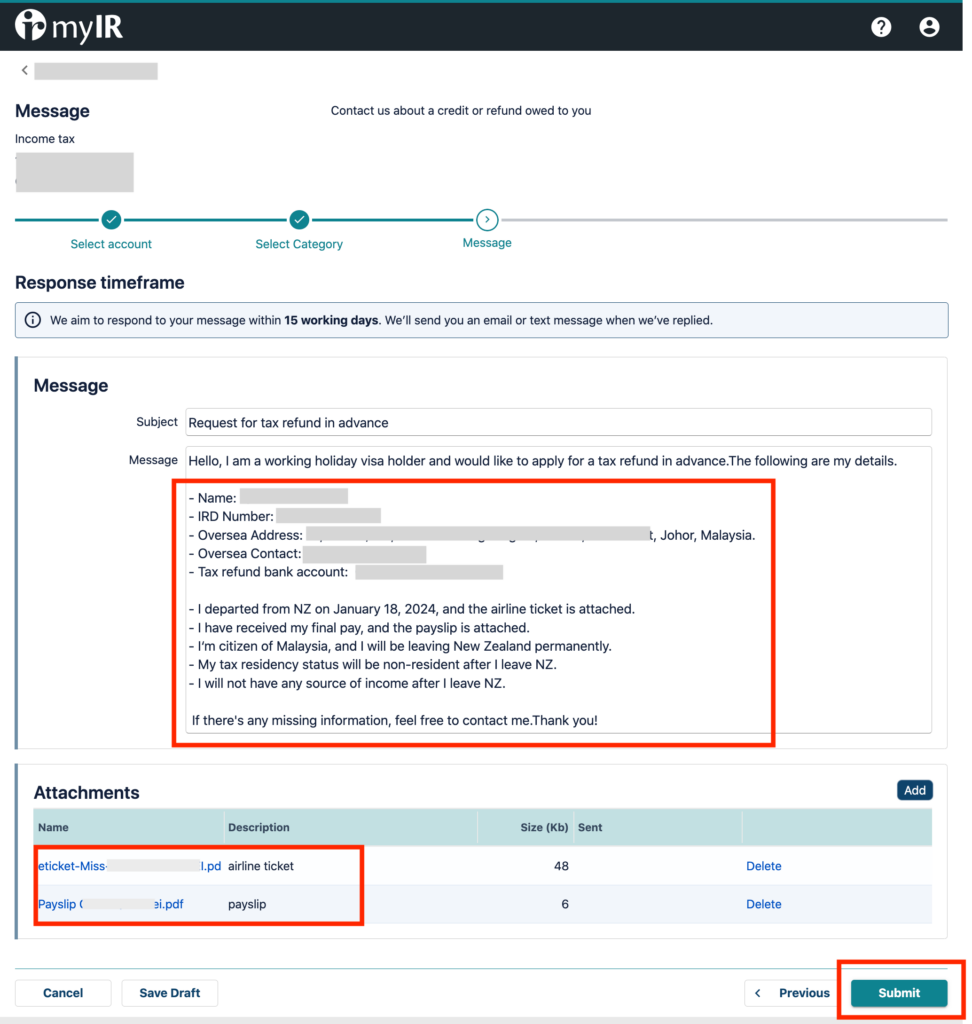 ir myIR
Message
Contact us about a credit or refund owed to you
Income tax
Select account
Select Category
Message
Response timeframe
We aim to respond to your message within 15 working days. We'll send you an email or text message when we've replied.
Message
Subject Request for tax refund in advance
Message Hello, I am a working holiday visa holder and would like to apply for a tax refund in advance.The following are my details.
- Name:
- IRD Number:
- Oversea Address: t, Johor, Malaysia.
- Oversea Contact:
- Tax refund bank account:
- I departed from NZ on January 18, 2024, and the airline ticket is attached.
- I have received my final pay, and the payslip is attached.
- I'm citizen of Malaysia, and I will be leaving New Zealand permanently.
- My tax residency status will be non-resident after I leave NZ.
- I will not have any source of income after I leave NZ.
If there's any missing information, feel free to contact me.Thank you!
Attachments
Add
Name Description Size (Kb) Sent
eticket-Miss- l.pd airline ticket 48 Delete
Payslip ei.pdf payslip 6 Delete
Cancel Save Draft Previous Submit